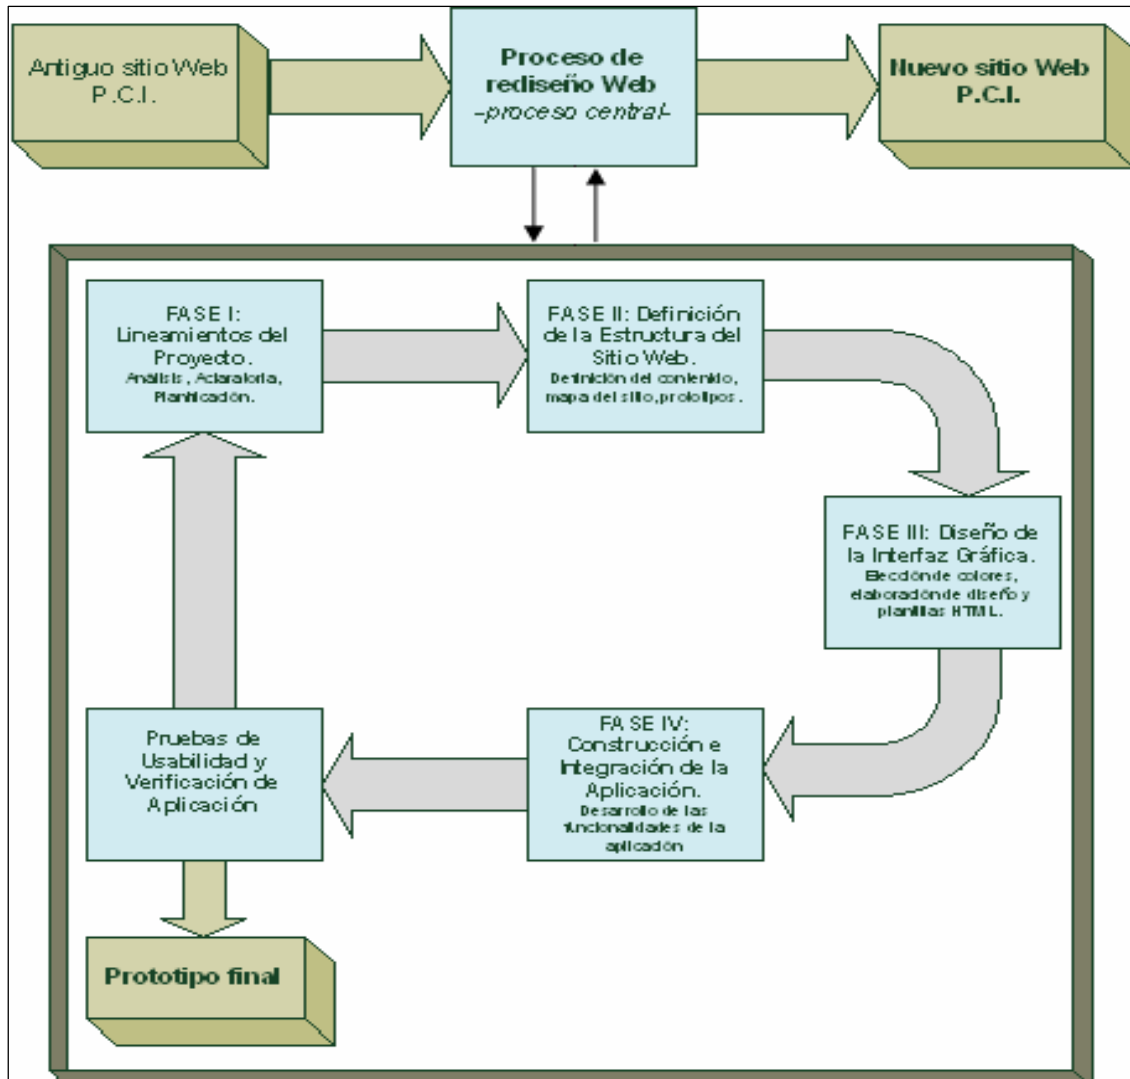 Antiguo sitio Web
P.C.I.
Proceso de
rediseño Web
–proceso central-
Nuevo sitio Web
P.C.I.
FASE I:
Lineamientos del
Proyecto.
Análisis, Aclaratoria,
Planificación.
FASE II: Definición
de la Estructura del
Sitio Web.
Definición del contenido,
mapa del sitio, prototipos.
FASE III: Diseño de
la Interfaz Gráfica.
Elección de colores,
elaboración de diseño y
plantillas HTML.
FASE IV:
Construcción e
Integración de la
Aplicación.
Desarrollo de las
funcionalidades de la
aplicación
Pruebas de
Usabilidad y
Verificación de
Aplicación
Prototipo final